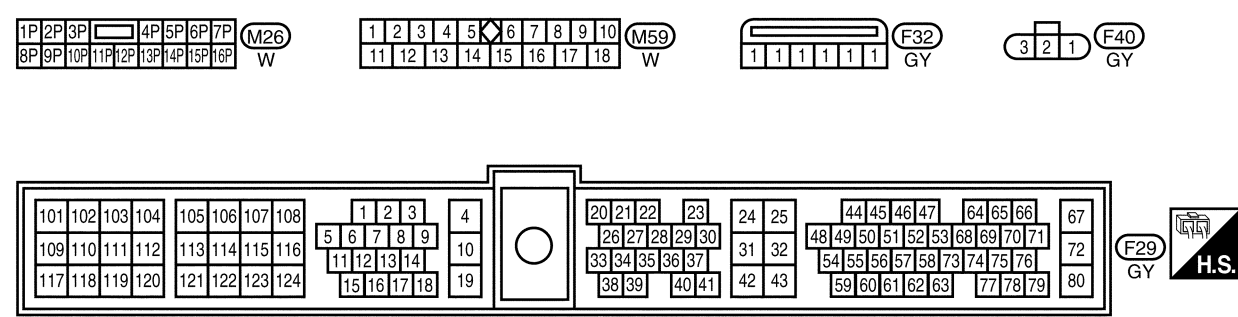 1P 2P 3P 4P 5P 6P 7P
8P 9P 10P 11P 12P 13P 14P 15P 16P
M26
W
1 2 3 4 5 6 7 8 9 10
11 12 13 14 15 16 17 18
M59
W
1 1 1 1 1 1
F32
GY
3 2 1
F40
GY
101 102 103 104 105 106 107 108 1 2 3 4 20 21 22 23 24 25 44 45 46 47 64 65 66 67
109 110 111 112 113 114 115 116 5 6 7 8 9 10 26 27 28 29 30 31 32 48 49 50 51 52 53 68 69 70 71 72
11 12 13 14 33 34 35 36 37 54 55 56 57 58 73 74 75 76
117 118 119 120 121 122 123 124 15 16 17 18 19 38 39 40 41 42 43 59 60 61 62 63 77 78 79 80
F29
GY
H.S.